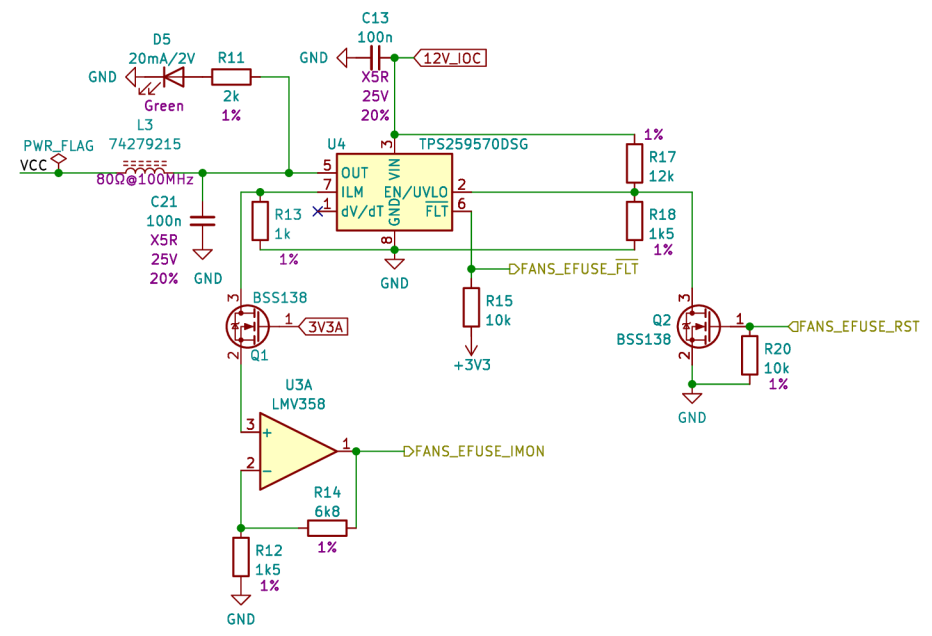 C13
100n
GND
12V_IOC
X5R
25V
20%
D5
20mA/2V
GND
Green
R11
2k
1%
L3
74279215
80Ω@100MHz
PWR_FLAG
VCC
C21
100n
X5R
25V
20%
GND
U4
TPS259570DSG
3
VIN
5
OUT
7
ILM
1
dV/dT
EN/UVLO
2
FLT
6
GND
8
GND
R13
1k
1%
1%
R17
12k
R18
1k5
1%
FANS_EFUSE_FLT
R15
10k
+3V3
3
BSS138
1
3V3A
2
Q1
3
Q2
BSS138
1
FANS_EFUSE_RST
2
R20
10k
1%
GND
U3A
LMV358
3
+
2
-
1
FANS_EFUSE_IMON
R14
6k8
1%
R12
1k5
1%
GND